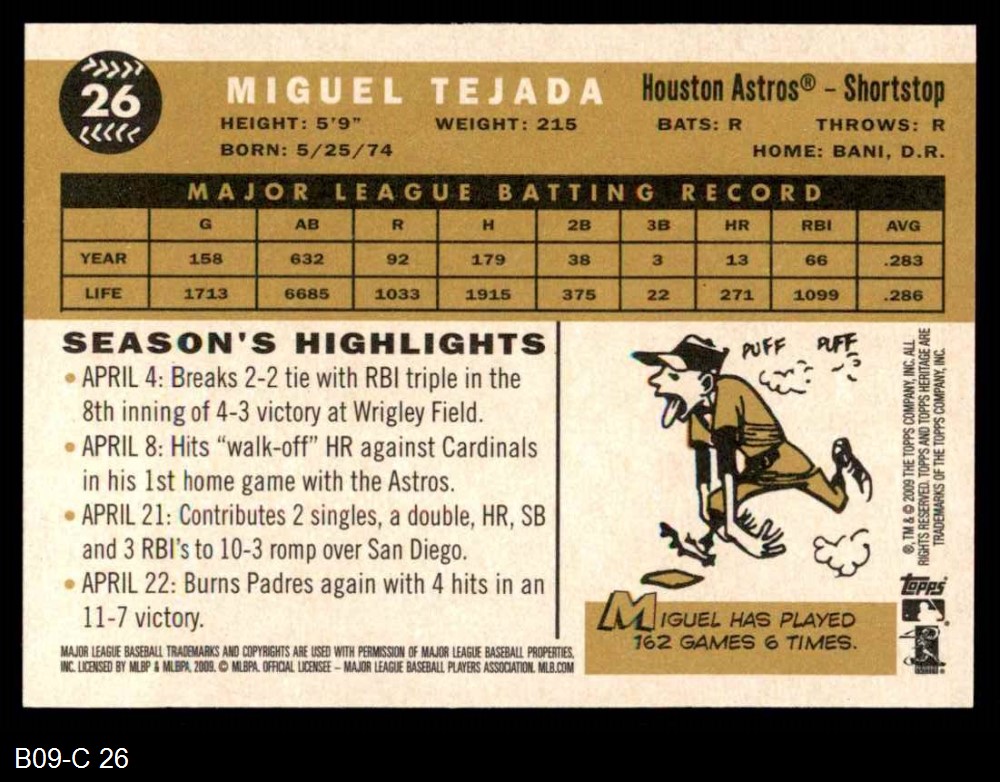 26
MIGUEL TEJADA
Houston Astros® – Shortstop
HEIGHT: 5'9" WEIGHT: 215 BATS: R THROWS: R
BORN: 5/25/74 HOME: BANI, D.R.
MAJOR LEAGUE BATTING RECORD
G AB R H 2B 3B HR RBI AVG
YEAR 158 632 92 179 38 3 13 66 .283
LIFE 1713 6685 1033 1915 375 22 271 1099 .286
SEASON'S HIGHLIGHTS
• APRIL 4: Breaks 2-2 tie with RBI triple in the
8th inning of 4-3 victory at Wrigley Field.
• APRIL 8: Hits “walk-off” HR against Cardinals
in his 1st home game with the Astros.
• APRIL 21: Contributes 2 singles, a double, HR, SB
and 3 RBI's to 10-3 romp over San Diego.
• APRIL 22: Burns Padres again with 4 hits in an
11-7 victory.
PUFF PUFF
MIGUEL HAS PLAYED
162 GAMES 6 TIMES.
®, TM & © 2009 THE TOPPS COMPANY, INC. ALL
RIGHTS RESERVED. TOPPS AND TOPPS HERITAGE ARE
TRADEMARKS OF THE TOPPS COMPANY, INC.
topps
MAJOR LEAGUE BASEBALL TRADEMARKS AND COPYRIGHTS ARE USED WITH PERMISSION OF MAJOR LEAGUE BASEBALL PROPERTIES,
INC. LICENSED BY MLBP & MLBPA, 2009. © MLBPA. OFFICIAL LICENSEE – MAJOR LEAGUE BASEBALL PLAYERS ASSOCIATION. MLB.COM
B09-C 26